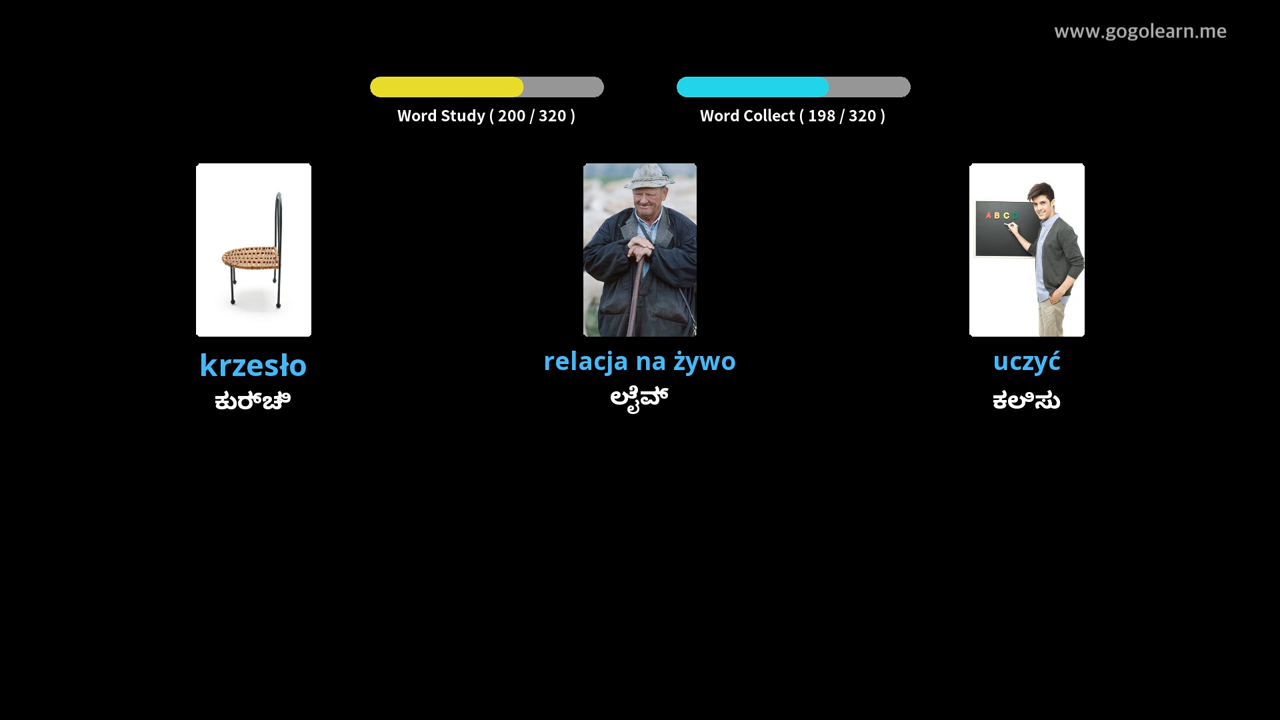 www.gogolearn.me
Word Study ( 200 / 320 )
Word Collect ( 198 / 320 )
krzesło
relacja na żywo
uczyć
ಕುರ್ಚಿ
ಲೈವ್
ಕಲಿಸು
A B C D